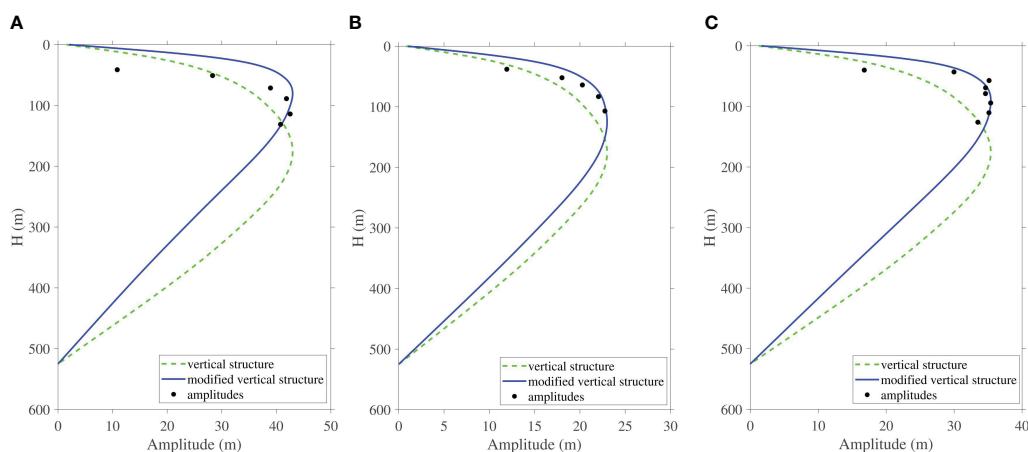 A
0
100
200
300
400
500
600
H (m)
0 10 20 30 40 50
Amplitude (m)
vertical structure
modified vertical structure
amplitudes
B
0
100
200
300
400
500
600
H (m)
0 5 10 15 20 25 30
Amplitude (m)
vertical structure
modified vertical structure
amplitudes
C
0
100
200
300
400
500
600
H (m)
0 10 20 30 40
Amplitude (m)
vertical structure
modified vertical structure
amplitudes